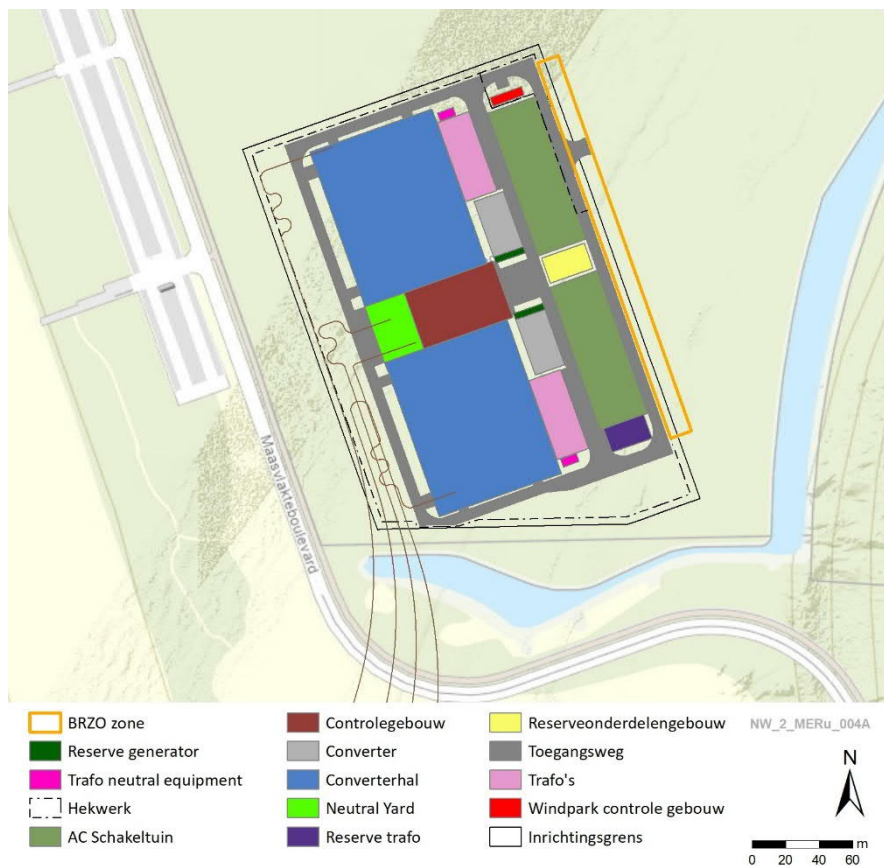 Maasvlakteboulevard
BRZO zone
Reserve generator
Trafo neutral equipment
Hekwerk
AC Schakeltuin
Controlegebouw
Converter
Converterhal
Neutral Yard
Reserve trafo
Reserveonderdelengebouw
Toegangsweg
Trafo's
Windpark controle gebouw
Inrichtingsgrens
NW_2_MERu_004A
N
m
0 20 40 60